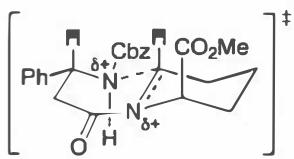 H H ‡
Cbz CO₂Me
δ+
Ph N
N δ+
O H